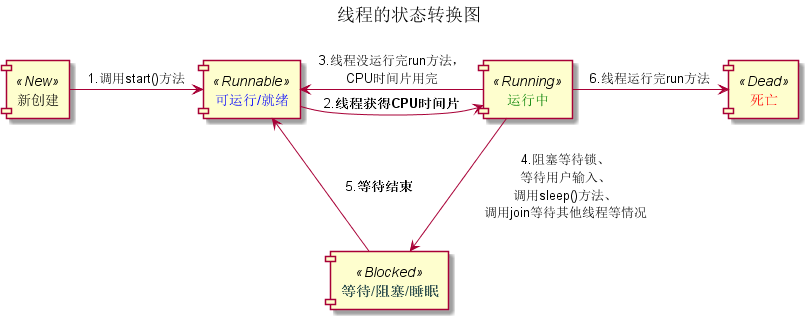 线程的状态转换图
«New»
新创建
1.调用start()方法
«Runnable»
可运行/就绪
3.线程没运行完run方法，
CPU时间片用完
2.线程获得CPU时间片
«Running»
运行中
6.线程运行完run方法
«Dead»
死亡
4.阻塞等待锁、
等待用户输入、
调用sleep()方法、
调用join等待其他线程等情况
5.等待结束
«Blocked»
等待/阻塞/睡眠